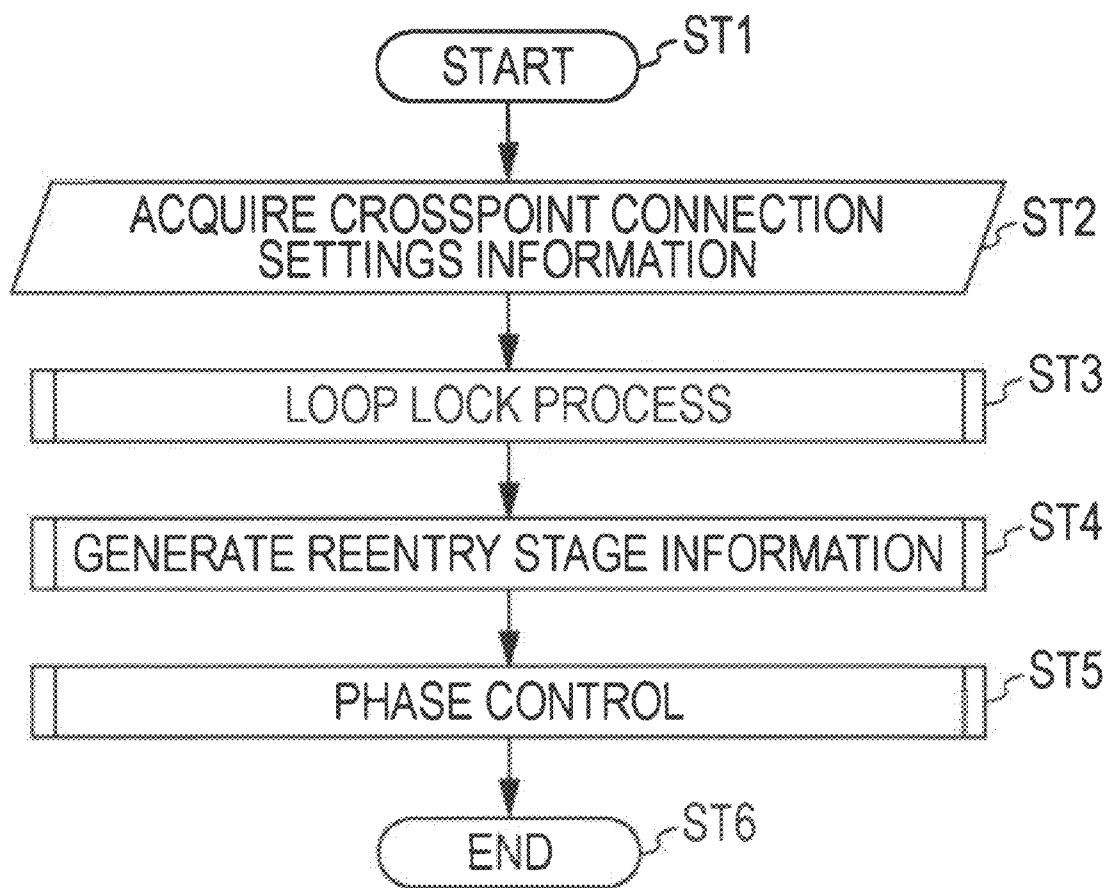 START
ST1
ACQUIRE CROSSPOINT CONNECTION
SETTINGS INFORMATION
ST2
LOOP LOCK PROCESS
ST3
GENERATE REENTRY STAGE INFORMATION
ST4
PHASE CONTROL
ST5
END
ST6